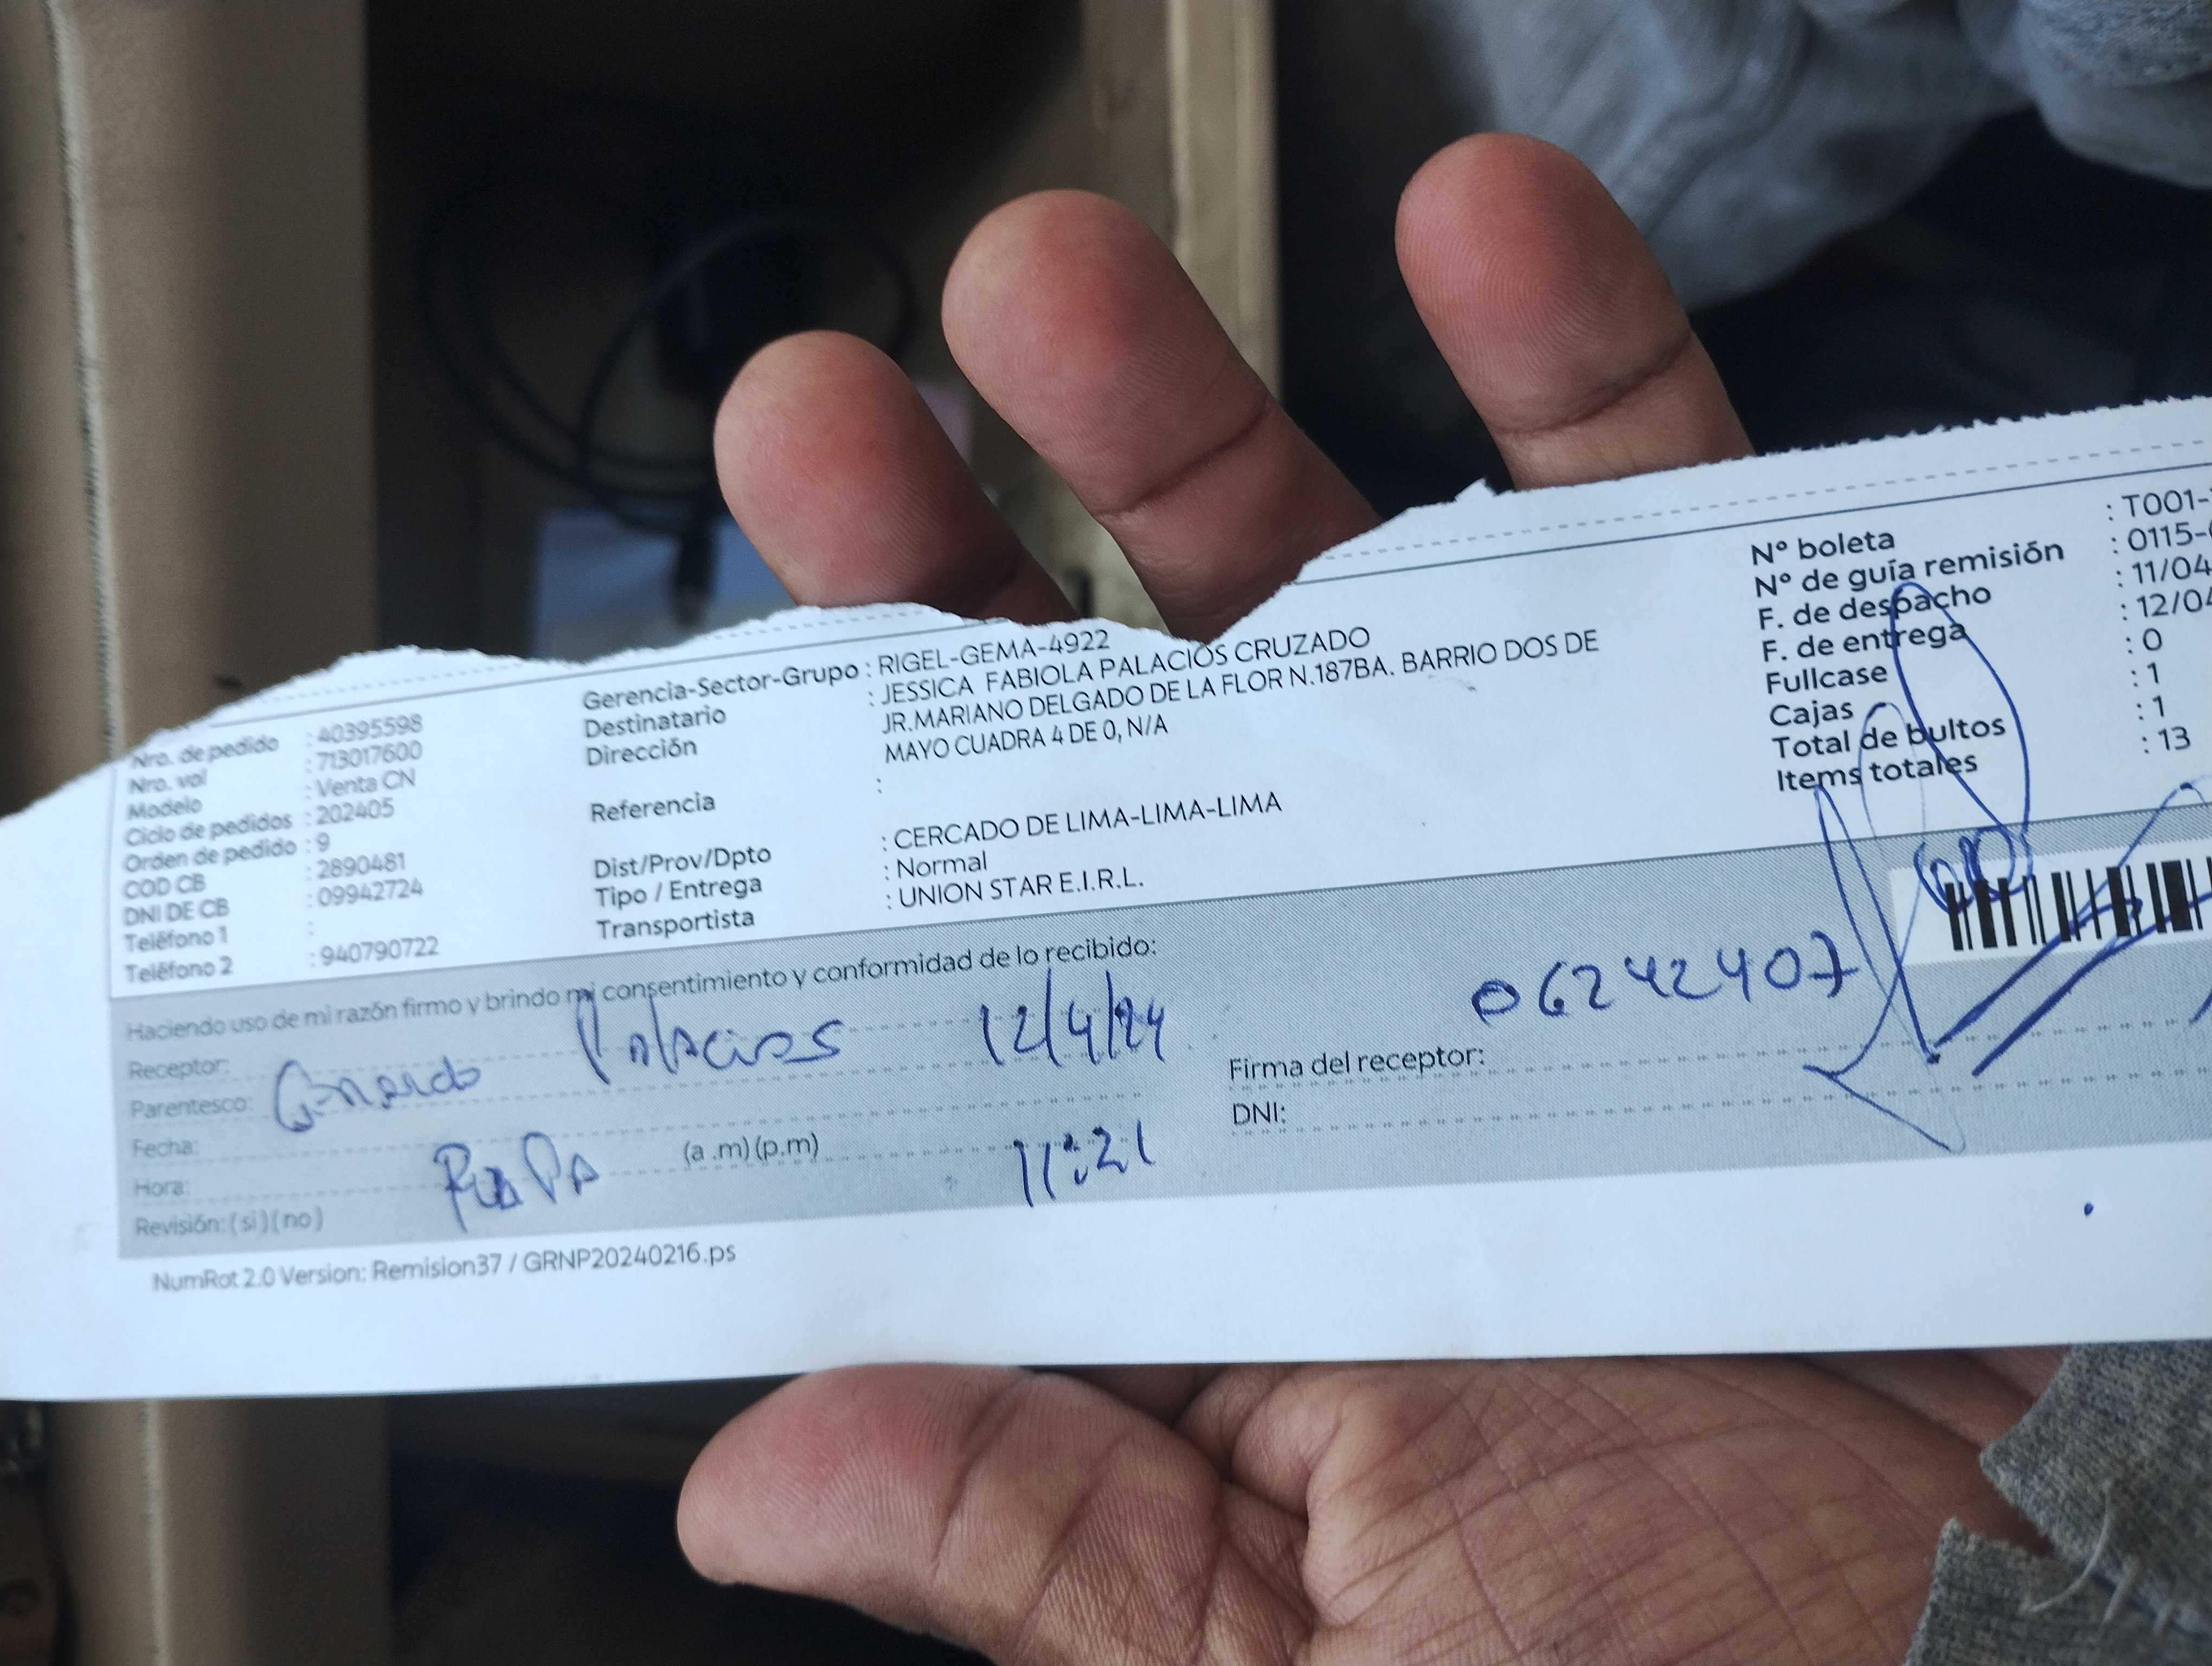 Nro. de pedido : 40395598
Nro. vol : 713017600
Modelo : Venta CN
Ciclo de pedidos : 202405
Orden de pedido : 9
COD CB : 2890481
DNI DE CB : 09942724
Teléfono 1 :
Teléfono 2 : 940790722
Gerencia-Sector-Grupo : RIGEL-GEMA-4922
Destinatario : JESSICA FABIOLA PALACIOS CRUZADO
Dirección JR.MARIANO DELGADO DE LA FLOR N.187BA. BARRIO DOS DE
MAYO CUADRA 4 DE 0, N/A
Referencia :
Dist/Prov/Dpto : CERCADO DE LIMA-LIMA-LIMA
Tipo / Entrega : Normal
Transportista : UNION STAR E.I.R.L.
N° boleta : T001-
N° de guía remisión : 0115-
F. de despacho : 11/04
F. de entrega : 12/04
Fullcase : 0
Cajas : 1
Total de bultos : 1
Items totales : 13
Haciendo uso de mi razón firmo y brindo mi consentimiento y conformidad de lo recibido:
Receptor: Palacios 12/4/24
Parentesco:
Fecha:
Hora: (a .m) (p.m) 11:21
Revisión: ( si ) ( no )
06242407
Firma del receptor:
DNI:
NumRot 2.0 Version: Remision37 / GRNP20240216.ps